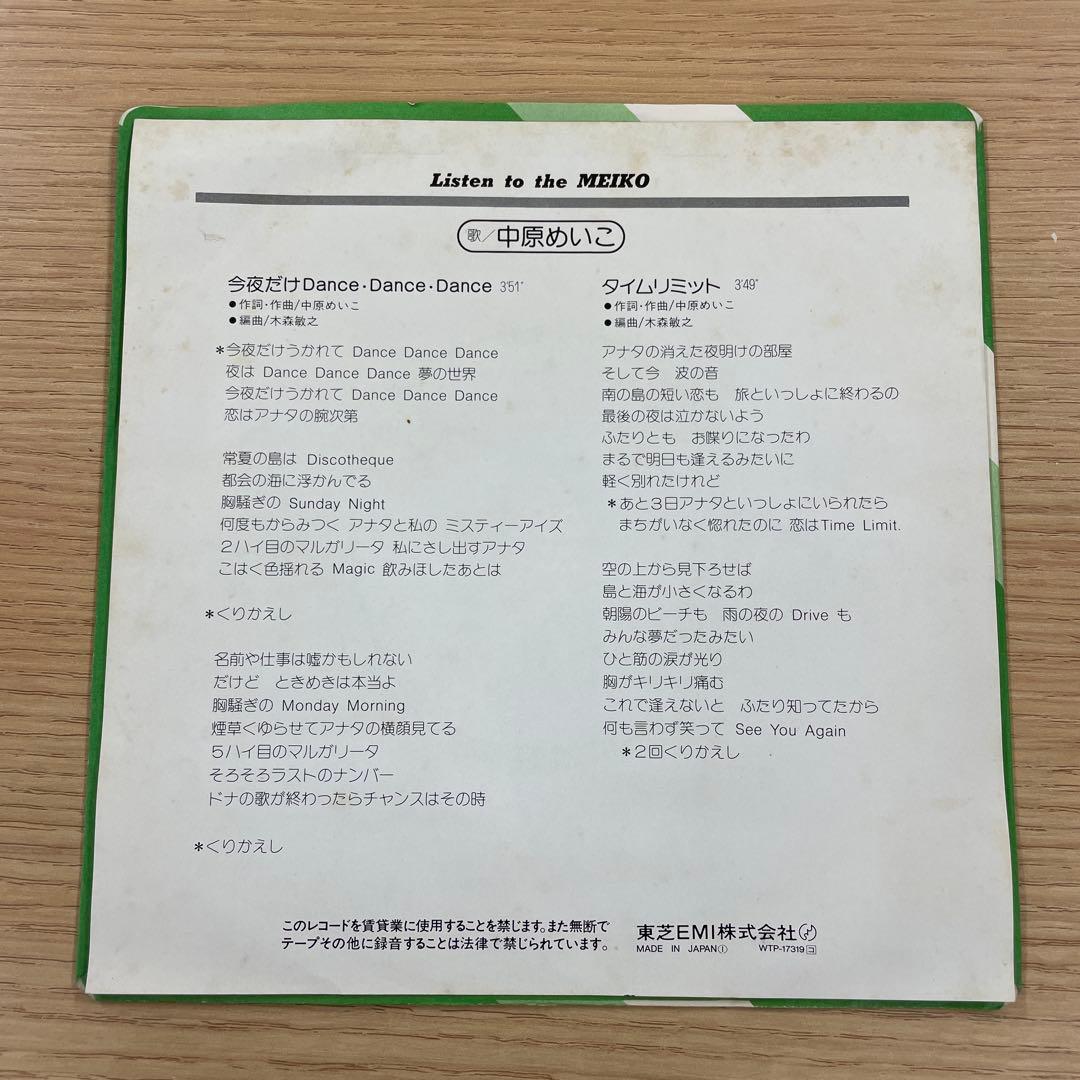 Listen to the MEIKO
歌/中原めいこ
今夜だけDance・Dance・Dance 3'51"
●作詞・作曲/中原めいこ
●編曲/木森敏之
＊今夜だけうかれて Dance Dance Dance
夜は Dance Dance Dance 夢の世界
今夜だけうかれて Dance Dance Dance
恋はアナタの腕次第
常夏の島は Discotheque
都会の海に浮かんでる
胸騒ぎの Sunday Night
何度もからみつく アナタと私の ミスティーアイズ
2ハイ目のマルガリータ 私にさし出すアナタ
こはく色揺れる Magic 飲みほしたあとは
＊くりかえし
名前や仕事は嘘かもしれない
だけど ときめきは本当よ
胸騒ぎの Monday Morning
煙草くゆらせてアナタの横顔見てる
5ハイ目のマルガリータ
そろそろラストのナンバー
ドナの歌が終わったらチャンスはその時
＊くりかえし
タイムリミット 3'49"
●作詞・作曲/中原めいこ
●編曲/木森敏之
アナタの消えた夜明けの部屋
そして今 波の音
南の島の短い恋も 旅といっしょに終わるの
最後の夜は泣かないよう
ふたりとも お喋りになったわ
まるで明日も逢えるみたいに
軽く別れたけれど
＊あと3日アナタといっしょにいられたら
まちがいなく惚れたのに 恋はTime Limit.
空の上から見下ろせば
島と海が小さくなるわ
朝陽のビーチも 雨の夜の Drive も
みんな夢だったみたい
ひと筋の涙が光り
胸がキリキリ痛む
これで逢えないと ふたり知ってたから
何も言わず笑って See You Again
＊2回くりかえし
このレコードを賃貸業に使用することを禁じます。また無断で
テープその他に録音することは法律で禁じられています。
東芝EMI株式会社
MADE IN JAPAN Ⓘ WTP-17319 コ